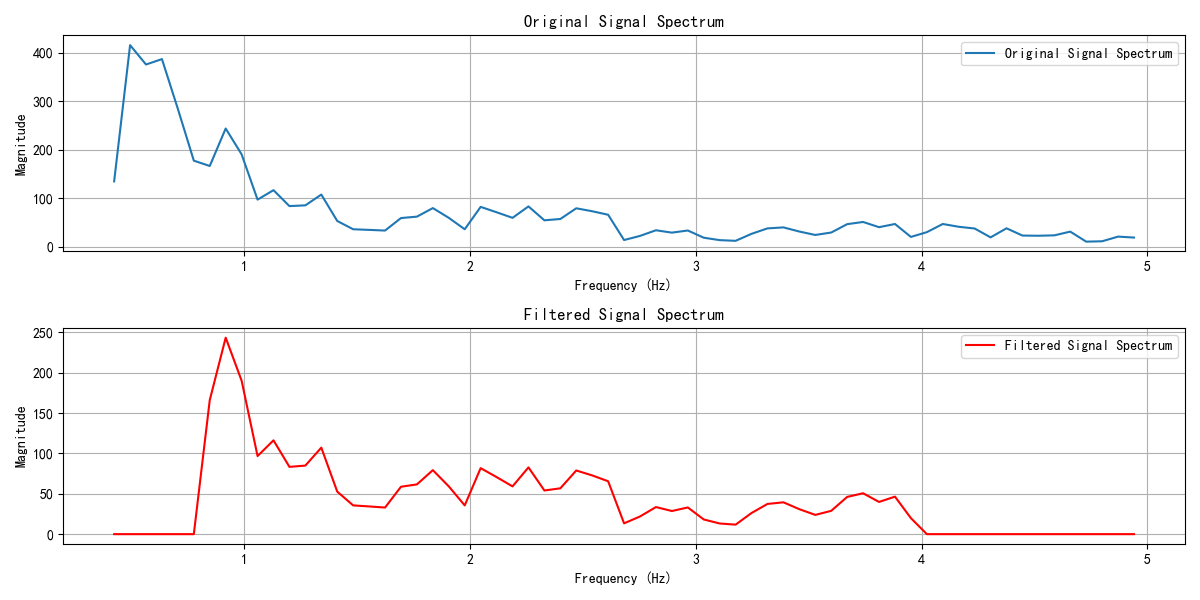 Original Signal Spectrum
400
300
200
100
0
Magnitude
Original Signal Spectrum
1 2 3 4 5
Frequency (Hz)
Filtered Signal Spectrum
250
200
150
100
50
0
Magnitude
Filtered Signal Spectrum
1 2 3 4 5
Frequency (Hz)